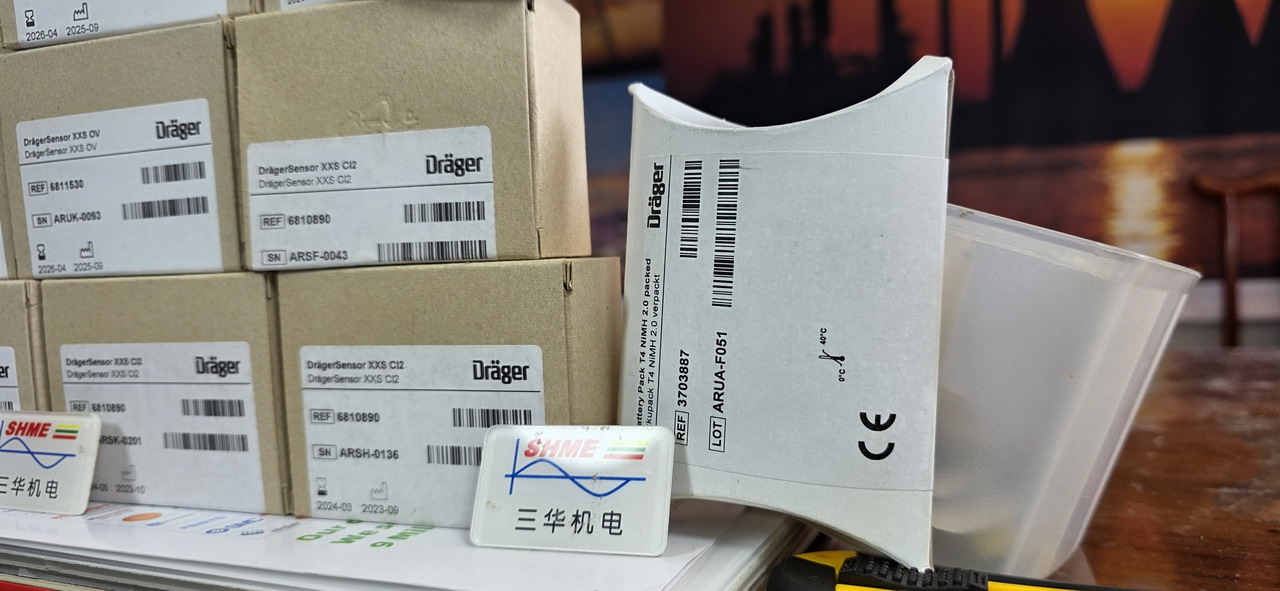 2026-04 2025-09
DrägerSensor XXS OV
DrägerSensor XXS OV
Dräger
REF 6811530
SN ARUK-0093
2026-04 2025-09
DrägerSensor XXS Cl2
DrägerSensor XXS Cl2
Dräger
REF 6810890
SN ARSF-0043
DrägerSensor XXS Cl2
DrägerSensor XXS Cl2
Dräger
REF 6810890
ARSK-0201
2023-10
DrägerSensor XXS Cl2
DrägerSensor XXS Cl2
Dräger
REF 6810890
SN ARSH-0136
2024-03 2023-09
SHME
三华机电
SHME
三华机电
Dräger
attery Pack T4 NiMH 2.0 packed
kkupack T4 NiMH 2.0 verpackt
REF 3703887
LOT ARUA-F051
0°C 40°C
CE